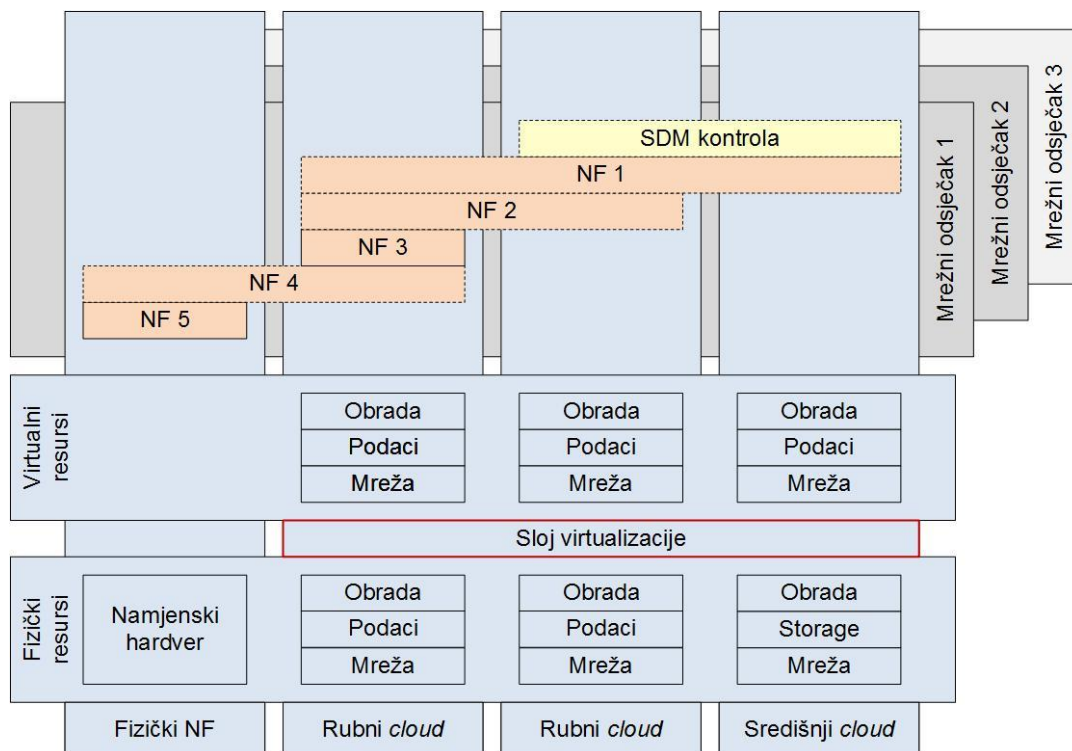 SDM kontrola
NF 1
NF 2
NF 3
NF 4
NF 5
Mrežni odsječak 1
Mrežni odsječak 2
Mrežni odsječak 3
Virtualni
resursi
Obrada
Podaci
Mreža
Obrada
Podaci
Mreža
Obrada
Podaci
Mreža
Sloj virtualizacije
Fizički
resursi
Namjenski
hardver
Obrada
Podaci
Mreža
Obrada
Podaci
Mreža
Obrada
Storage
Mreža
Fizički NF
Rubni cloud
Rubni cloud
Središnji cloud